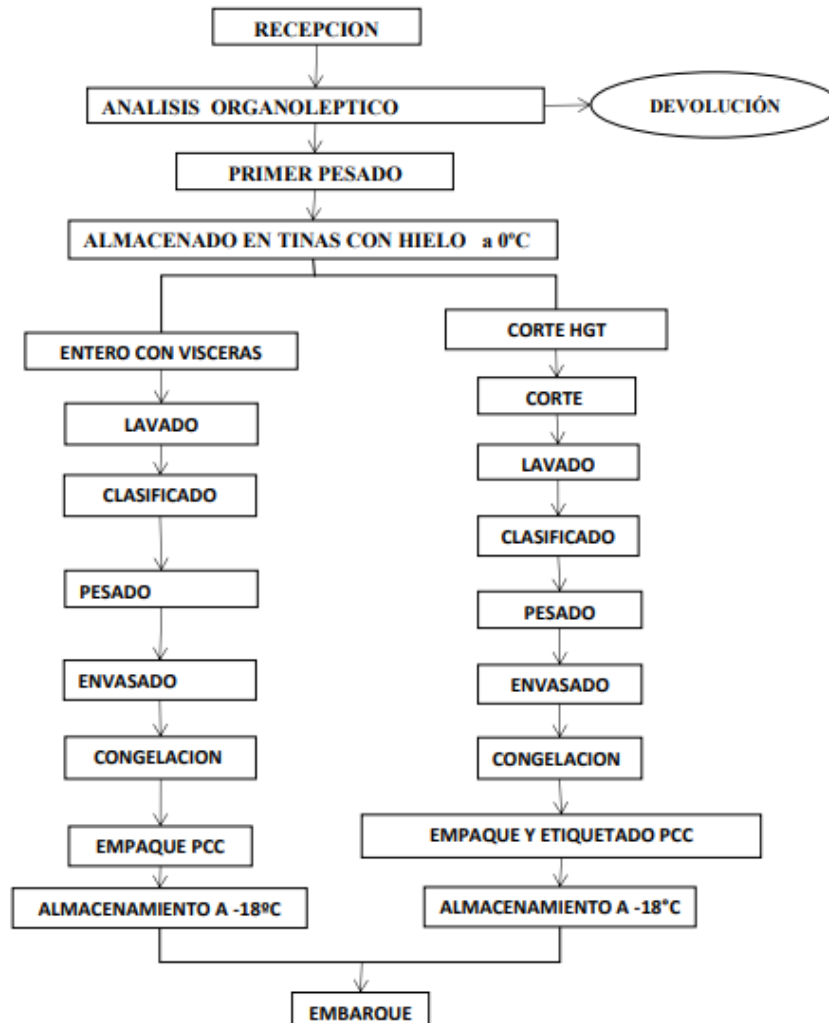 RECEPCION
ANALISIS ORGANOLEPTICO
DEVOLUCIÓN
PRIMER PESADO
ALMACENADO EN TINAS CON HIELO a 0ºC
ENTERO CON VISCERAS
LAVADO
CLASIFICADO
PESADO
ENVASADO
CONGELACION
EMPAQUE PCC
ALMACENAMIENTO A -18ºC
CORTE HGT
CORTE
LAVADO
CLASIFICADO
PESADO
ENVASADO
CONGELACION
EMPAQUE Y ETIQUETADO PCC
ALMACENAMIENTO A -18°C
EMBARQUE